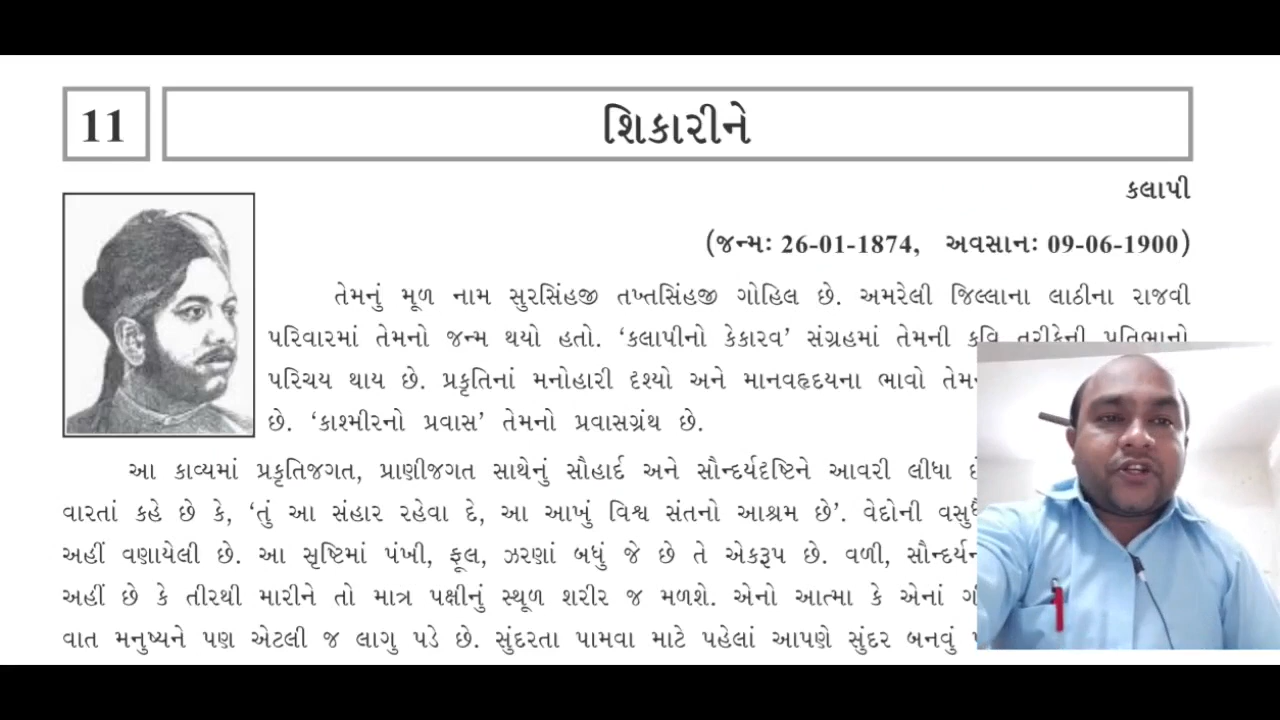 11
શિકારીને
કલાપી
(જન્મઃ 26-01-1874, અવસાનઃ 09-06-1900)
તેમનું મૂળ નામ સુરસિંહજી તખ્તસિંહજી ગોહિલ છે. અમરેલી જિલ્લાના લાઠીના રાજવી
પરિવારમાં તેમનો જન્મ થયો હતો. ‘કલાપીનો કેકારવ’ સંગ્રહમાં તેમની કવિ તરીકેની પ્રતિભાનો
પરિચય થાય છે. પ્રકૃતિનાં મનોહારી દૃશ્યો અને માનવહૃદયના ભાવો
છે. ‘કાશ્મીરનો પ્રવાસ’ તેમનો પ્રવાસગ્રંથ છે.
આ કાવ્યમાં પ્રકૃતિજગત, પ્રાણીજગત સાથેનું સૌહાર્દ અને સૌન્દર્યદૃષ્ટિને આવરી લીધા
વારતાં કહે છે કે, ‘તું આ સંહાર રહેવા દે, આ આખું વિશ્વ સંતનો આશ્રમ છે’. વેદોની
અહીં વણાયેલી છે. આ સૃષ્ટિમાં પંખી, ફૂલ, ઝરણાં બધું જ છે તે એકરૂપ છે. વળી,
અહીં છે કે તીરથી મારીને તો માત્ર પક્ષીનું સ્થૂળ શરીર જ મળશે. એનો આત્મા કે એનાં
વાત મનુષ્યને પણ એટલી જ લાગુ પડે છે. સુંદરતા પામવા માટે પહેલાં આપણે સુંદર બનવું